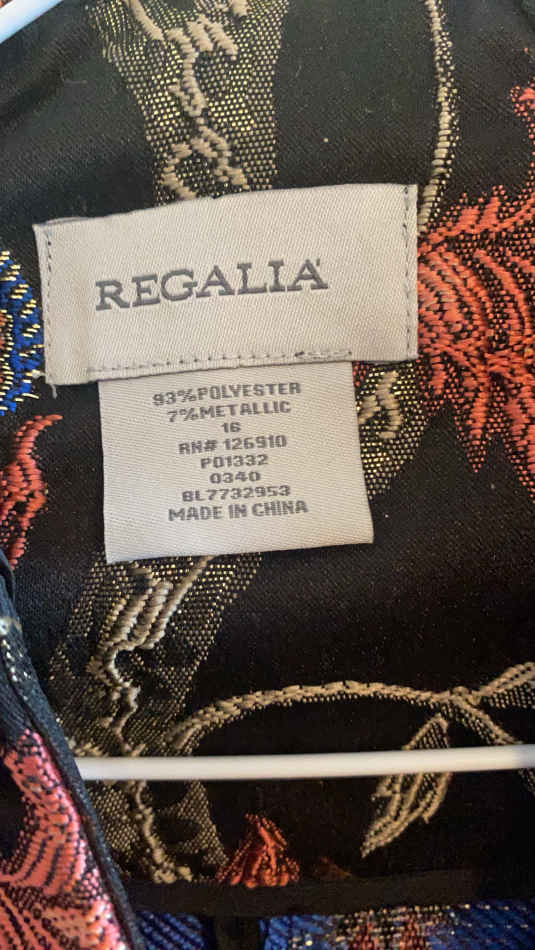 REGALIA
93%POLYESTER
7%METALLIC
16
RN# 126910
P01332
0340
BL7732953
MADE IN CHINA